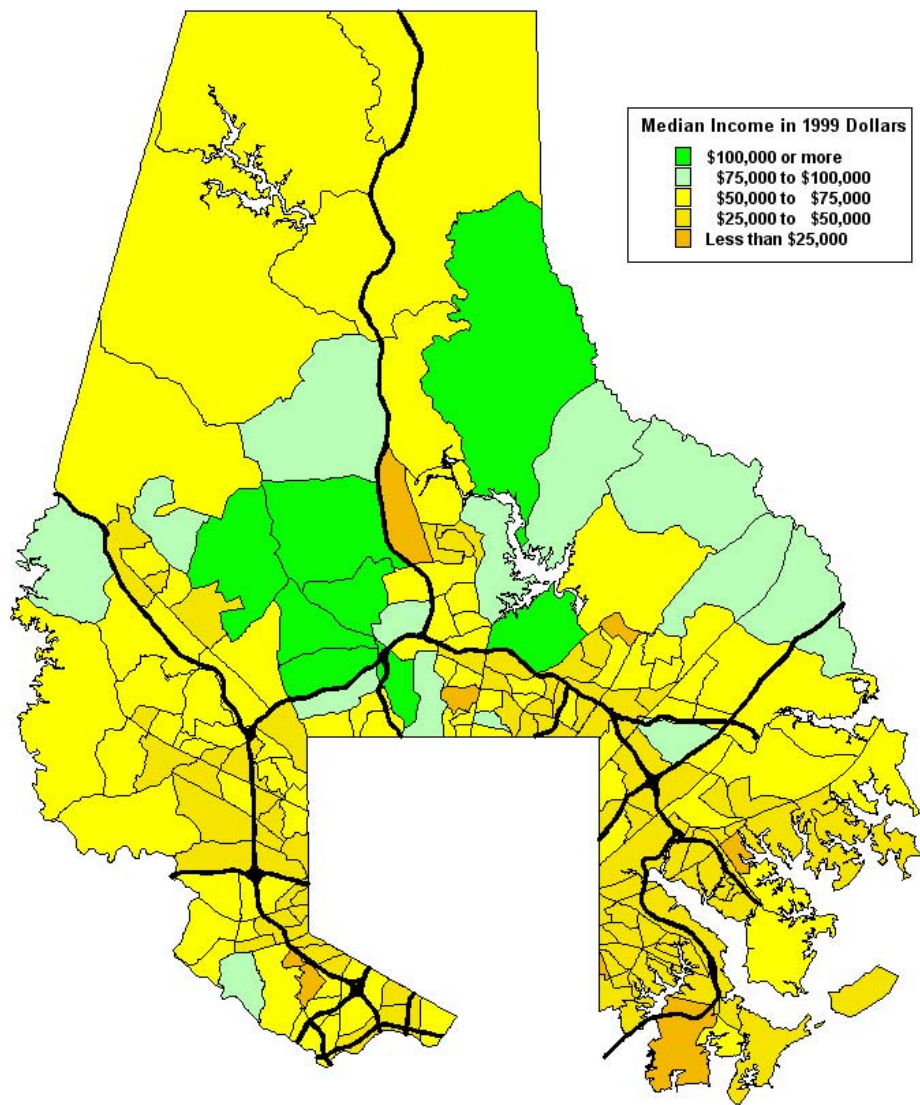 Median Income in 1999 Dollars
$100,000 or more
$75,000 to $100,000
$50,000 to $75,000
$25,000 to $50,000
Less than $25,000